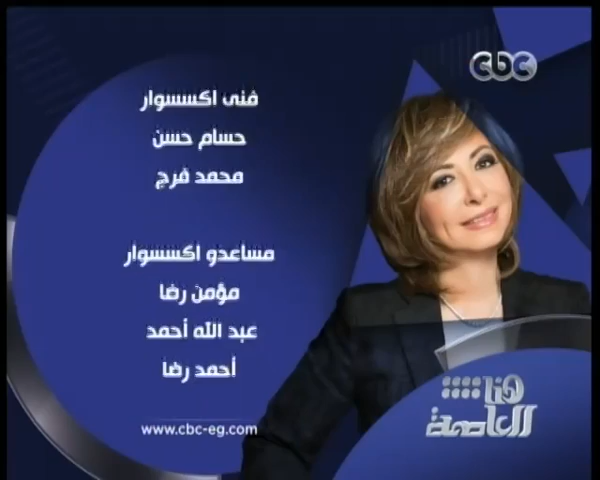 cbc
فنى اكسسوار
حسام حسن
محمد فرج
مساعدو اكسسوار
مؤمن رضا
عبد الله أحمد
أحمد رضا
www.cbc-eg.com
هنا
العاصمة